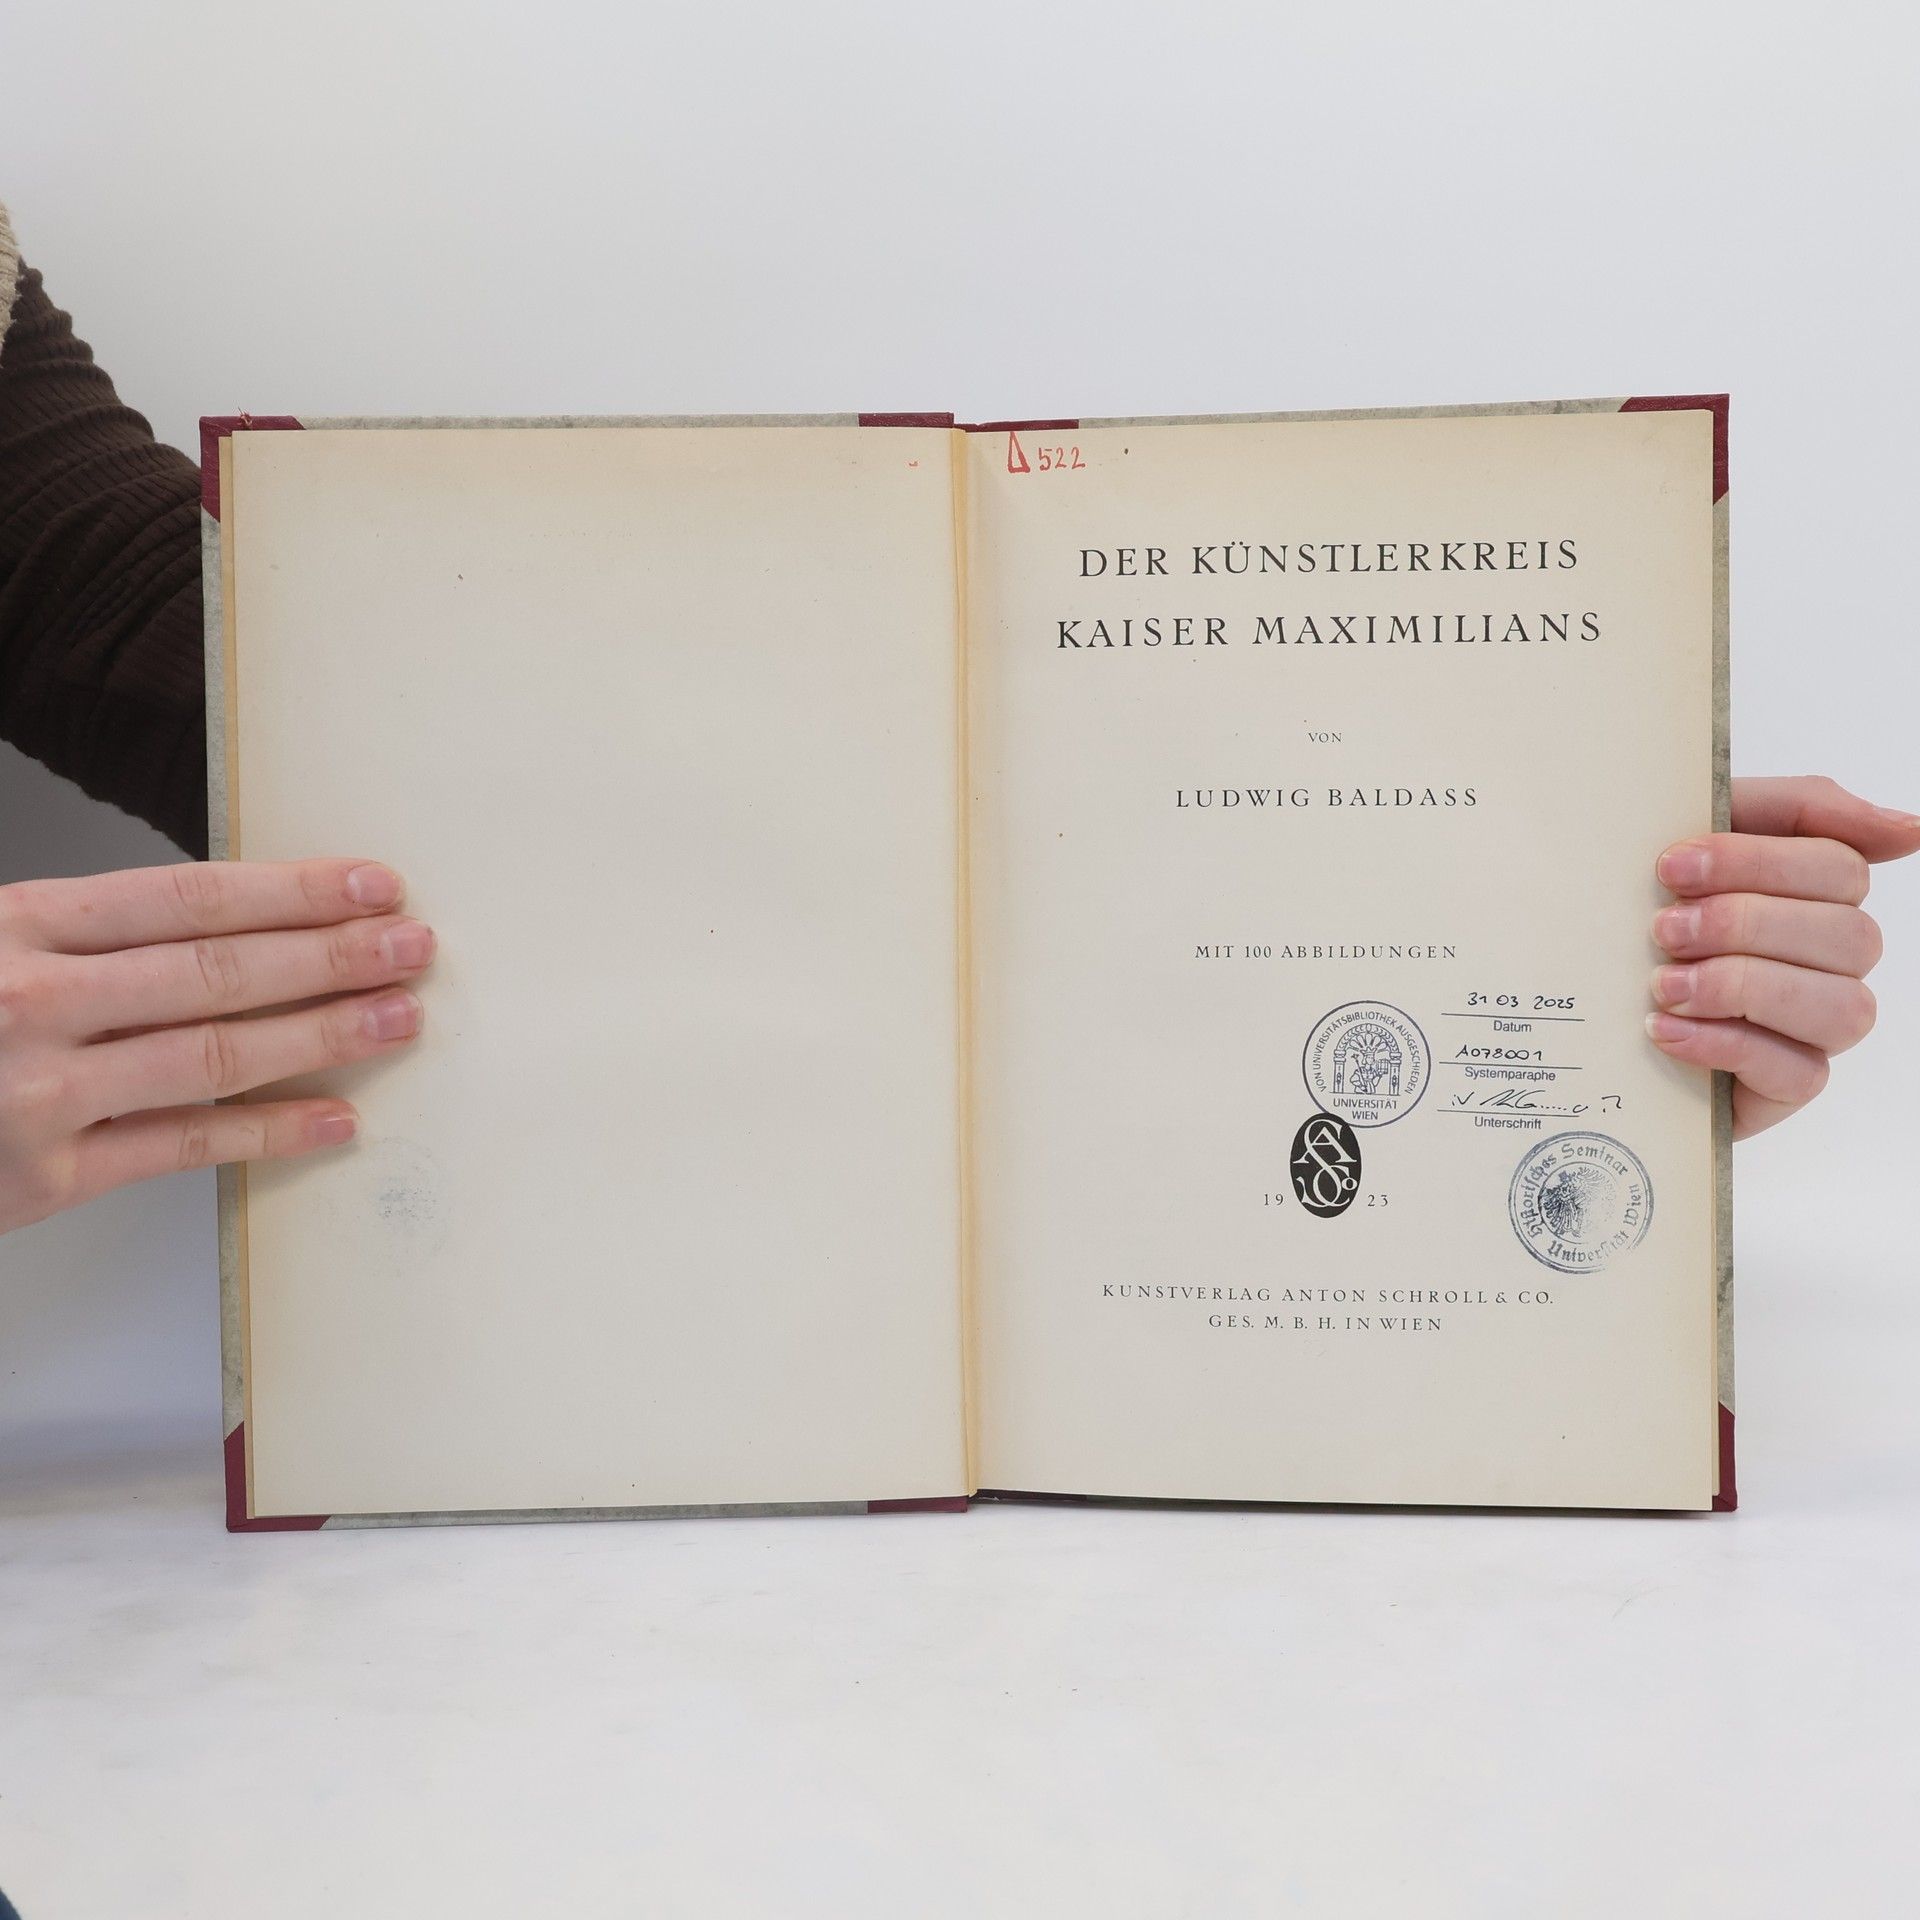 Δ 522
DER KÜNSTLERKREIS
KAISER MAXIMILIANS
VON
LUDWIG BALDASS
MIT 100 ABBILDUNGEN
31 03 2025
Datum
A078001
Systemparaphe
Unterschrift
VON UNIVERSITÄTSBIBLIOTHEK AUSGESCHIEDEN
UNIVERSITÄT
WIEN
Historisches Seminar
Universität Wien
19 ASCo 23
KUNSTVERLAG ANTON SCHROLL & CO.
GES. M. B. H. IN WIEN